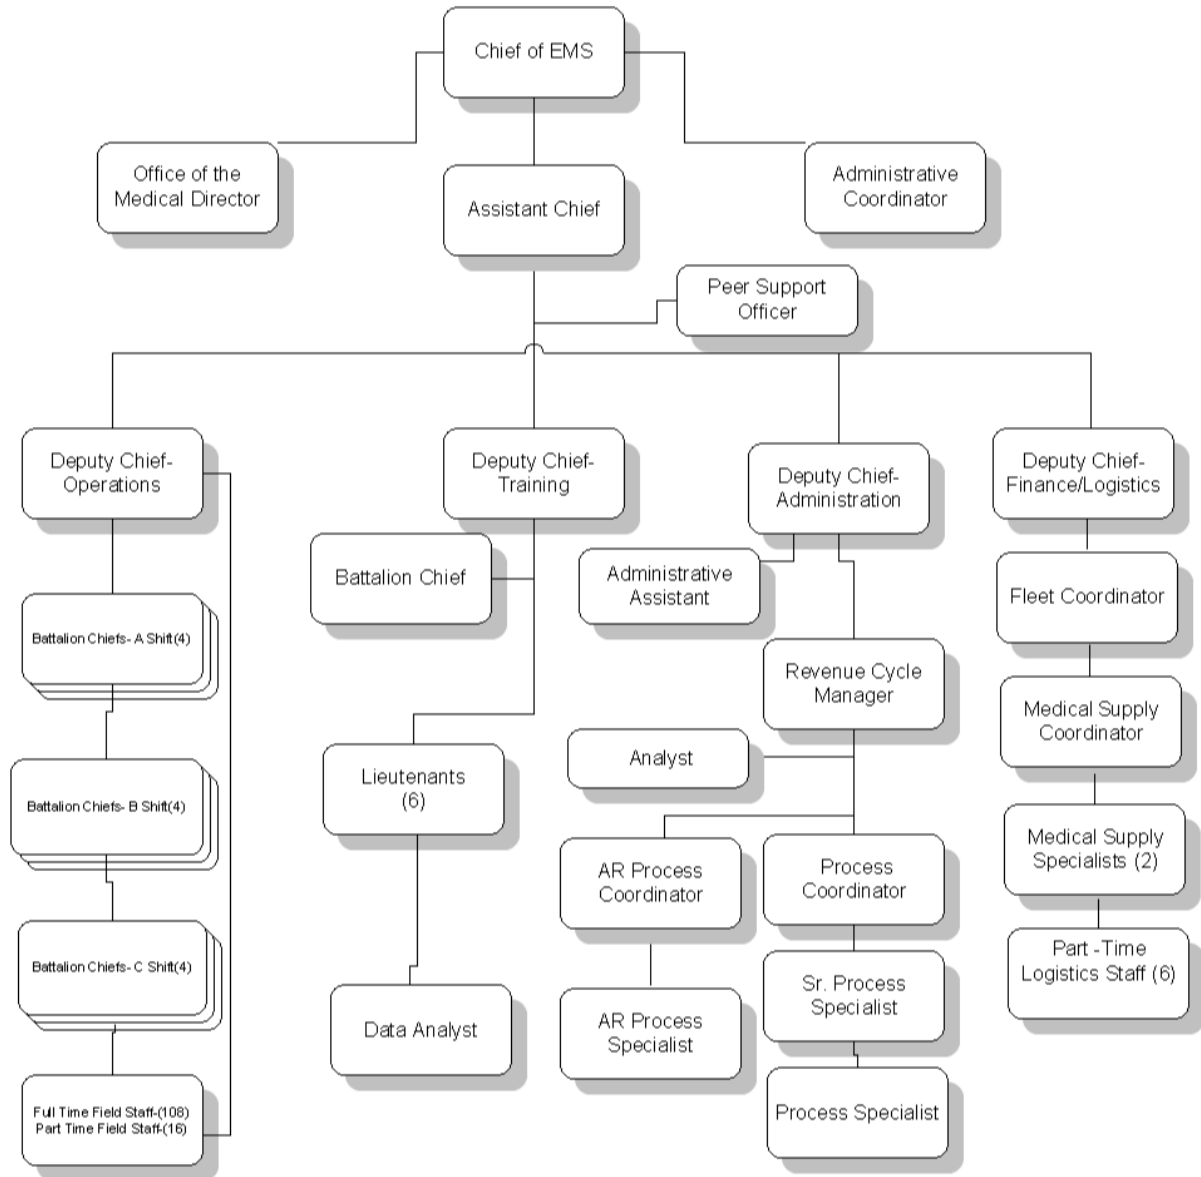 Chief of EMS
Office of the
Medical Director
Assistant Chief
Administrative
Coordinator
Peer Support
Officer
Deputy Chief-
Operations
Deputy Chief-
Training
Deputy Chief-
Administration
Deputy Chief-
Finance/Logistics
Battalion Chiefs- A Shift(4)
Battalion Chiefs- B Shift(4)
Battalion Chiefs- C Shift(4)
Full Time Field Staff-(108)
Part Time Field Staff-(16)
Battalion Chief
Lieutenants
(6)
Data Analyst
Administrative
Assistant
Revenue Cycle
Manager
Analyst
AR Process
Coordinator
AR Process
Specialist
Process
Coordinator
Sr. Process
Specialist
Process Specialist
Fleet Coordinator
Medical Supply
Coordinator
Medical Supply
Specialists (2)
Part -Time
Logistics Staff (6)